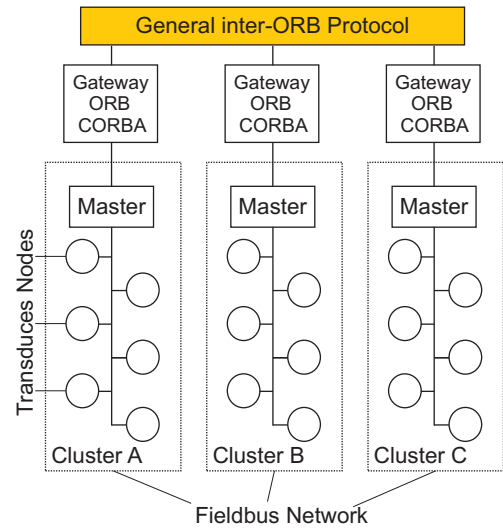 General inter-ORB Protocol
Gateway
ORB
CORBA
Gateway
ORB
CORBA
Gateway
ORB
CORBA
Master
Master
Master
Transduces Nodes
Cluster A
Cluster B
Cluster C
Fieldbus Network